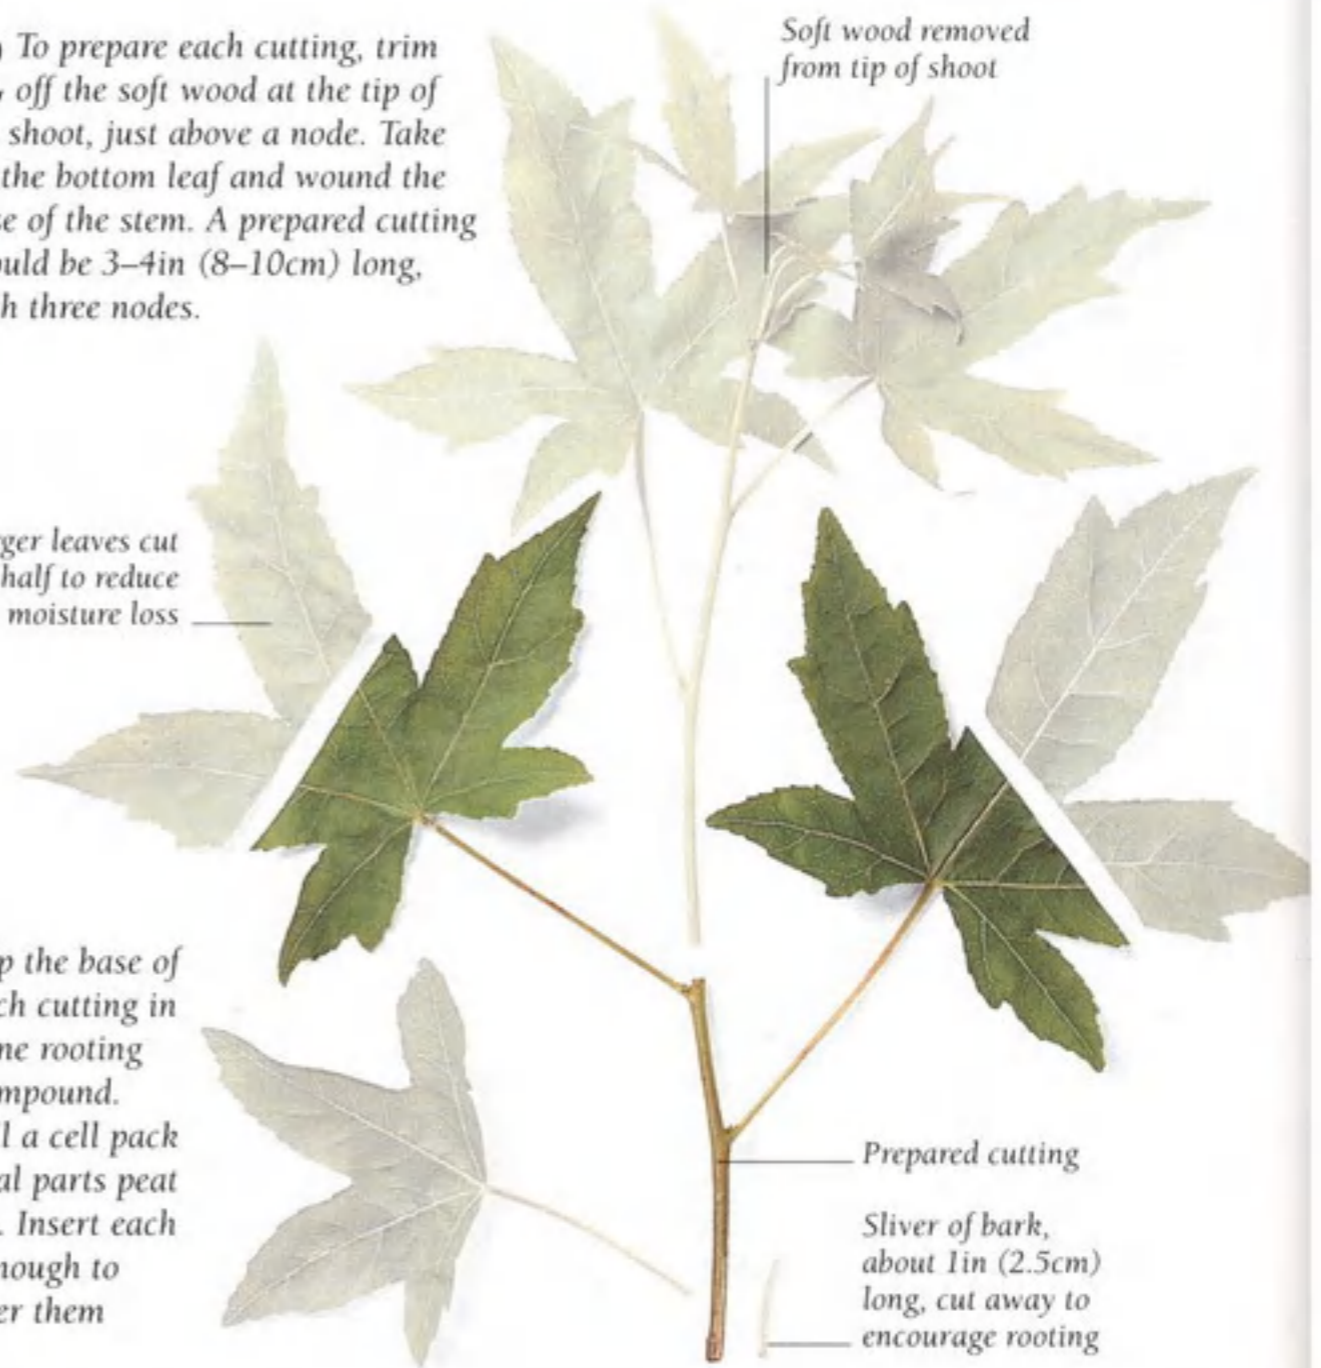 To prepare each cutting, trim
off the soft wood at the tip of
shoot, just above a node. Take
the bottom leaf and wound the
of the stem. A prepared cutting
be 3–4in (8–10cm) long,
three nodes.
Soft wood removed
from tip of shoot
leaves cut
half to reduce
moisture loss
the base of
cutting in
rooting
a cell pack
parts peat
. Insert each
to
them
Prepared cutting
Sliver of bark,
about 1in (2.5cm)
long, cut away to
encourage rooting